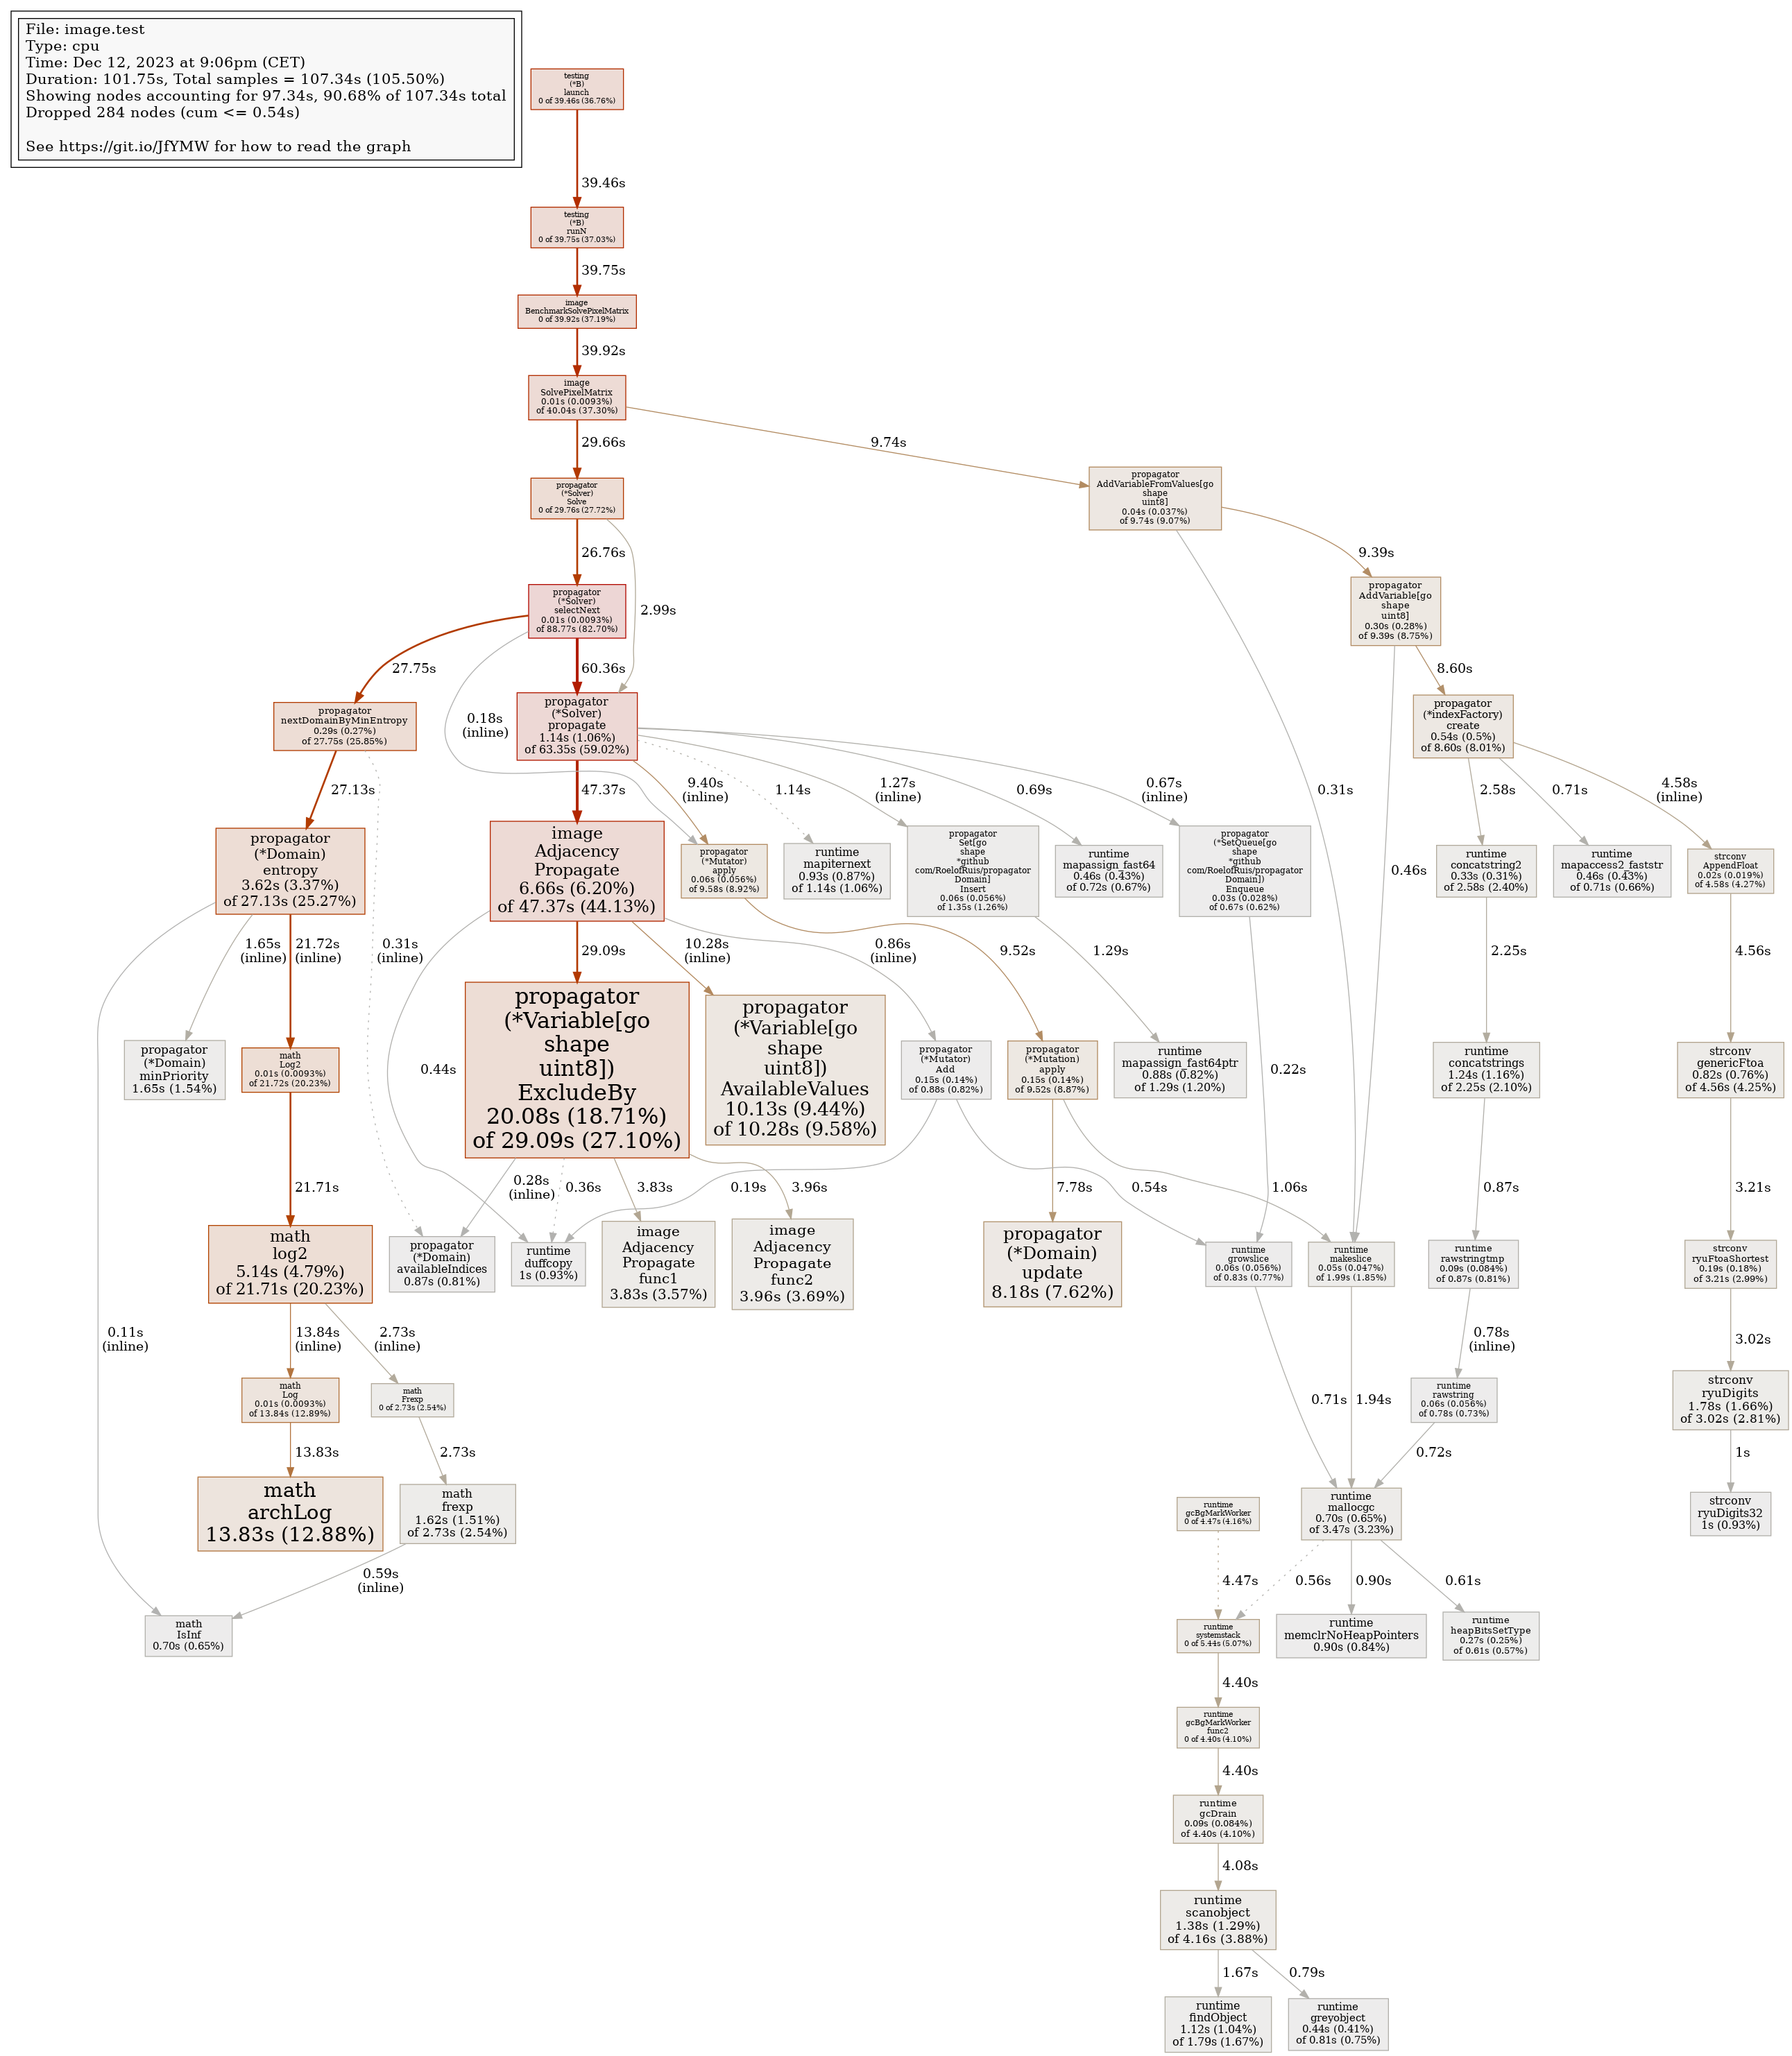 File: image.test
Type: cpu
Time: Dec 12, 2023 at 9:06pm (CET)
Duration: 101.75s, Total samples = 107.34s (105.50%)
Showing nodes accounting for 97.34s, 90.68% of 107.34s total
Dropped 284 nodes (cum <= 0.54s)
See https://git.io/JfYMW for how to read the graph
testing
(*B)
launch
0 of 39.46s (36.76%)
39.46s
testing
(*B)
runN
0 of 39.75s (37.03%)
39.75s
image
BenchmarkSolvePixelMatrix
0 of 39.92s (37.19%)
39.92s
image
SolvePixelMatrix
0.01s (0.0093%)
of 40.04s (37.30%)
29.66s
9.74s
propagator
(*Solver)
Solve
0 of 29.76s (27.72%)
propagator
AddVariableFromValues[go
shape
uint8]
0.04s (0.037%)
of 9.74s (9.07%)
26.76s
2.99s
9.39s
0.31s
propagator
(*Solver)
selectNext
0.01s (0.0093%)
of 88.77s (82.70%)
propagator
AddVariable[go
shape
uint8]
0.30s (0.28%)
of 9.39s (8.75%)
27.75s
0.18s
(inline)
60.36s
8.60s
0.46s
propagator
nextDomainByMinEntropy
0.29s (0.27%)
of 27.75s (25.85%)
propagator
(*Solver)
propagate
1.14s (1.06%)
of 63.35s (59.02%)
propagator
(*indexFactory)
create
0.54s (0.5%)
of 8.60s (8.01%)
27.13s
0.31s
(inline)
47.37s
9.40s
(inline)
1.14s
1.27s
(inline)
0.69s
0.67s
(inline)
2.58s
0.71s
4.58s
(inline)
propagator
(*Domain)
entropy
3.62s (3.37%)
of 27.13s (25.27%)
image
Adjacency
Propagate
6.66s (6.20%)
of 47.37s (44.13%)
propagator
(*Mutator)
apply
0.06s (0.056%)
of 9.58s (8.92%)
runtime
mapiternext
0.93s (0.87%)
of 1.14s (1.06%)
propagator
Set[go
shape
*github
com/RoelofRuis/propagator
Domain]
Insert
0.06s (0.056%)
of 1.35s (1.26%)
runtime
mapassign_fast64
0.46s (0.43%)
of 0.72s (0.67%)
propagator
(*SetQueue[go
shape
*github
com/RoelofRuis/propagator
Domain])
Enqueue
0.03s (0.028%)
of 0.67s (0.62%)
runtime
concatstring2
0.33s (0.31%)
of 2.58s (2.40%)
runtime
mapaccess2_faststr
0.46s (0.43%)
of 0.71s (0.66%)
strconv
AppendFloat
0.02s (0.019%)
of 4.58s (4.27%)
0.11s
(inline)
1.65s
(inline)
21.72s
(inline)
0.44s
29.09s
10.28s
(inline)
0.86s
(inline)
9.52s
1.29s
0.22s
2.25s
4.56s
propagator
(*Domain)
minPriority
1.65s (1.54%)
math
Log2
0.01s (0.0093%)
of 21.72s (20.23%)
propagator
(*Variable[go
shape
uint8])
ExcludeBy
20.08s (18.71%)
of 29.09s (27.10%)
propagator
(*Variable[go
shape
uint8])
AvailableValues
10.13s (9.44%)
of 10.28s (9.58%)
propagator
(*Mutator)
Add
0.15s (0.14%)
of 0.88s (0.82%)
propagator
(*Mutation)
apply
0.15s (0.14%)
of 9.52s (8.87%)
runtime
mapassign_fast64ptr
0.88s (0.82%)
of 1.29s (1.20%)
runtime
concatstrings
1.24s (1.16%)
of 2.25s (2.10%)
strconv
genericFtoa
0.82s (0.76%)
of 4.56s (4.25%)
21.71s
0.28s
(inline)
0.36s
3.83s
0.19s
3.96s
7.78s
0.54s
1.06s
0.87s
3.21s
math
log2
5.14s (4.79%)
of 21.71s (20.23%)
propagator
(*Domain)
availableIndices
0.87s (0.81%)
runtime
duffcopy
1s (0.93%)
image
Adjacency
Propagate
func1
3.83s (3.57%)
image
Adjacency
Propagate
func2
3.96s (3.69%)
propagator
(*Domain)
update
8.18s (7.62%)
runtime
growslice
0.06s (0.056%)
of 0.83s (0.77%)
runtime
makeslice
0.05s (0.047%)
of 1.99s (1.85%)
runtime
rawstringtmp
0.09s (0.084%)
of 0.87s (0.81%)
strconv
ryuFtoaShortest
0.19s (0.18%)
of 3.21s (2.99%)
13.84s
(inline)
2.73s
(inline)
0.71s
1.94s
0.78s
(inline)
3.02s
math
Log
0.01s (0.0093%)
of 13.84s (12.89%)
math
Frexp
0 of 2.73s (2.54%)
runtime
rawstring
0.06s (0.056%)
of 0.78s (0.73%)
strconv
ryuDigits
1.78s (1.66%)
of 3.02s (2.81%)
13.83s
2.73s
0.72s
1s
math
archLog
13.83s (12.88%)
math
frexp
1.62s (1.51%)
of 2.73s (2.54%)
runtime
gcBgMarkWorker
0 of 4.47s (4.16%)
runtime
mallocgc
0.70s (0.65%)
of 3.47s (3.23%)
strconv
ryuDigits32
1s (0.93%)
0.59s
(inline)
4.47s
0.56s
0.90s
0.61s
math
IsInf
0.70s (0.65%)
runtime
systemstack
0 of 5.44s (5.07%)
runtime
memclrNoHeapPointers
0.90s (0.84%)
runtime
heapBitsSetType
0.27s (0.25%)
of 0.61s (0.57%)
4.40s
runtime
gcBgMarkWorker
func2
0 of 4.40s (4.10%)
4.40s
runtime
gcDrain
0.09s (0.084%)
of 4.40s (4.10%)
4.08s
runtime
scanobject
1.38s (1.29%)
of 4.16s (3.88%)
1.67s
0.79s
runtime
findObject
1.12s (1.04%)
of 1.79s (1.67%)
runtime
greyobject
0.44s (0.41%)
of 0.81s (0.75%)